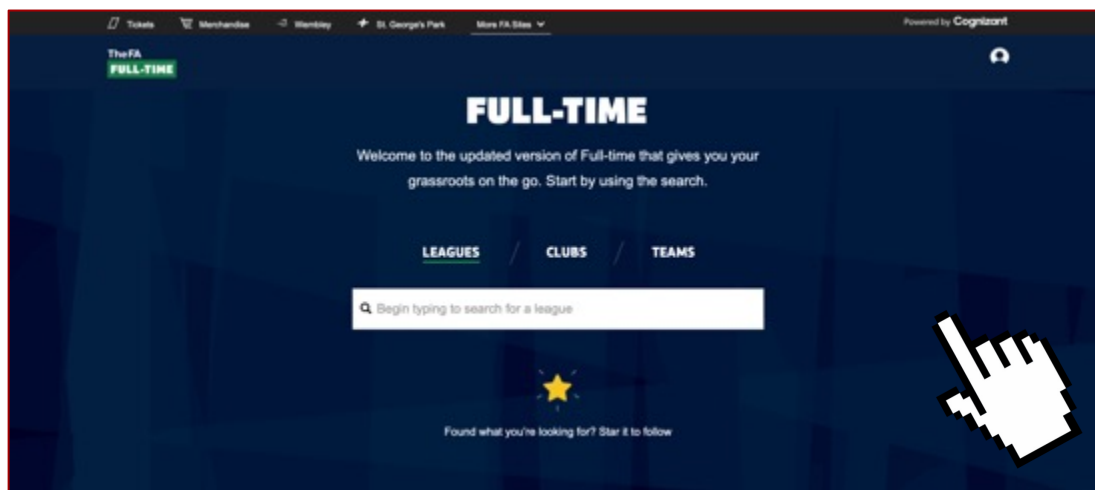 Tickets Merchandise Wembley St. George's Park More FA Sites Powered by Cognizant
The FA
FULL-TIME
FULL-TIME
Welcome to the updated version of Full-time that gives you your
grassroots on the go. Start by using the search.
LEAGUES / CLUBS / TEAMS
Begin typing to search for a league
Found what you're looking for? Star it to follow